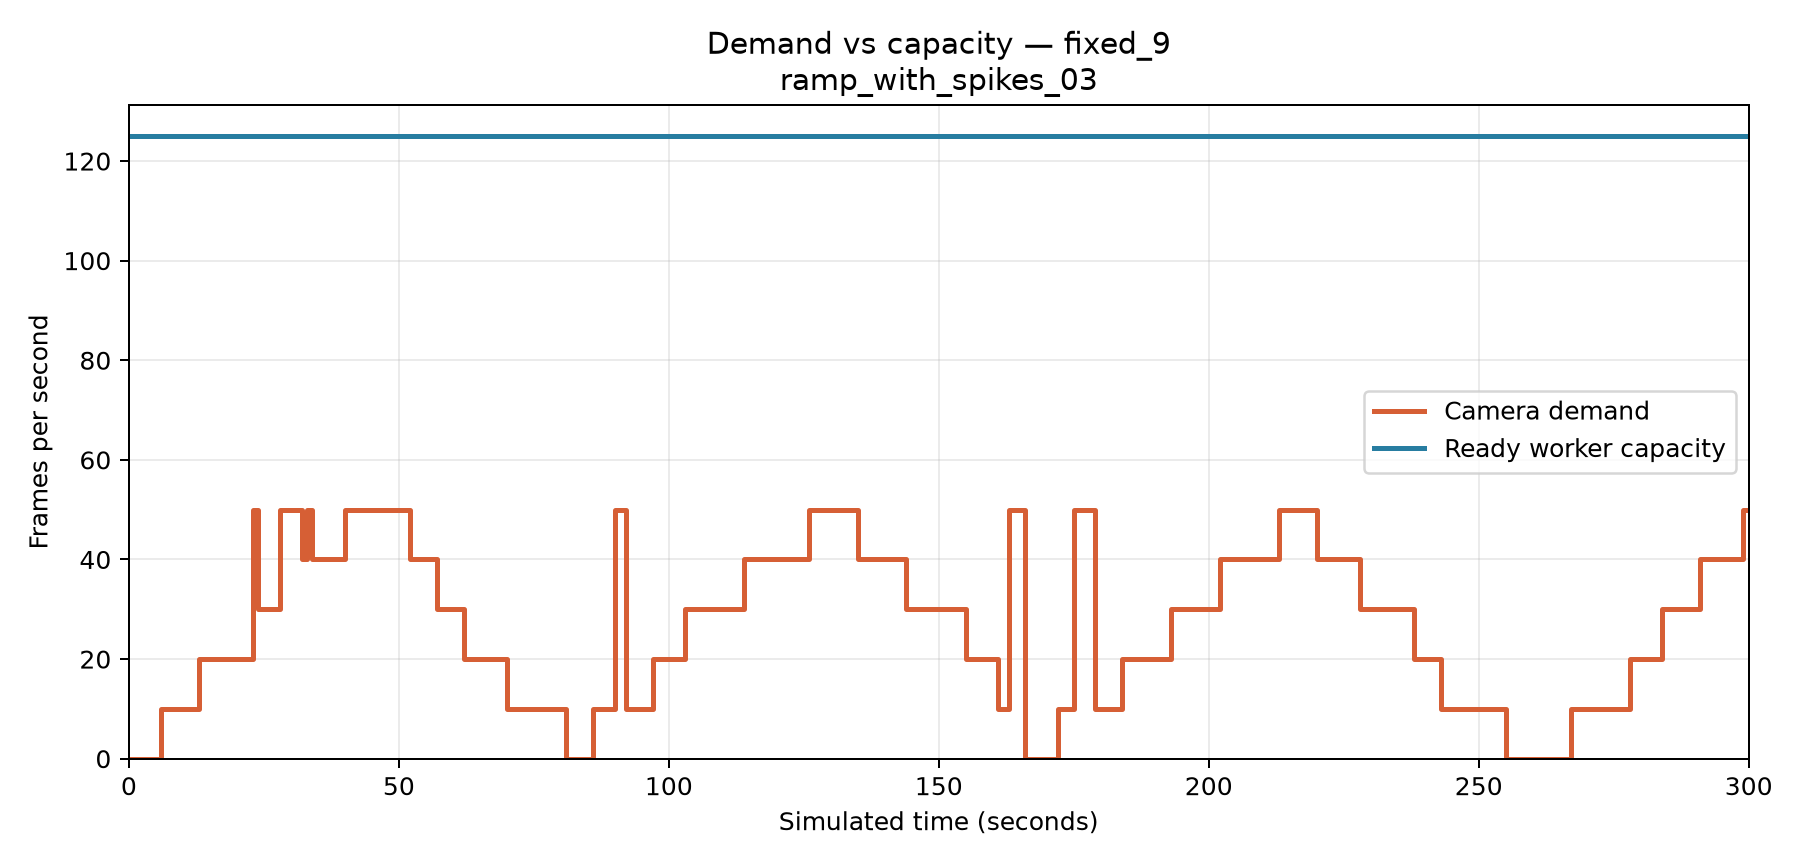 Demand vs capacity — fixed_9
ramp_with_spikes_03
Frames per second
120
100
80
60
40
20
0
Camera demand
Ready worker capacity
0 50 100 150 200 250 300
Simulated time (seconds)